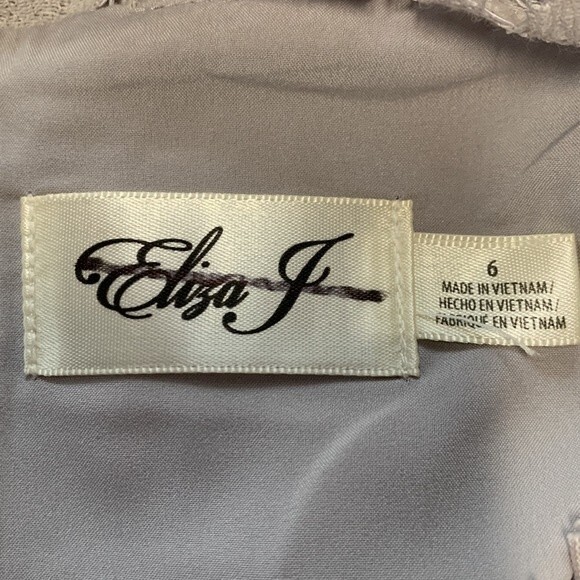 Eliza J
6
MADE IN VIETNAM/
HECHO EN VIETNAM/
FABRIQUÉ EN VIETNAM